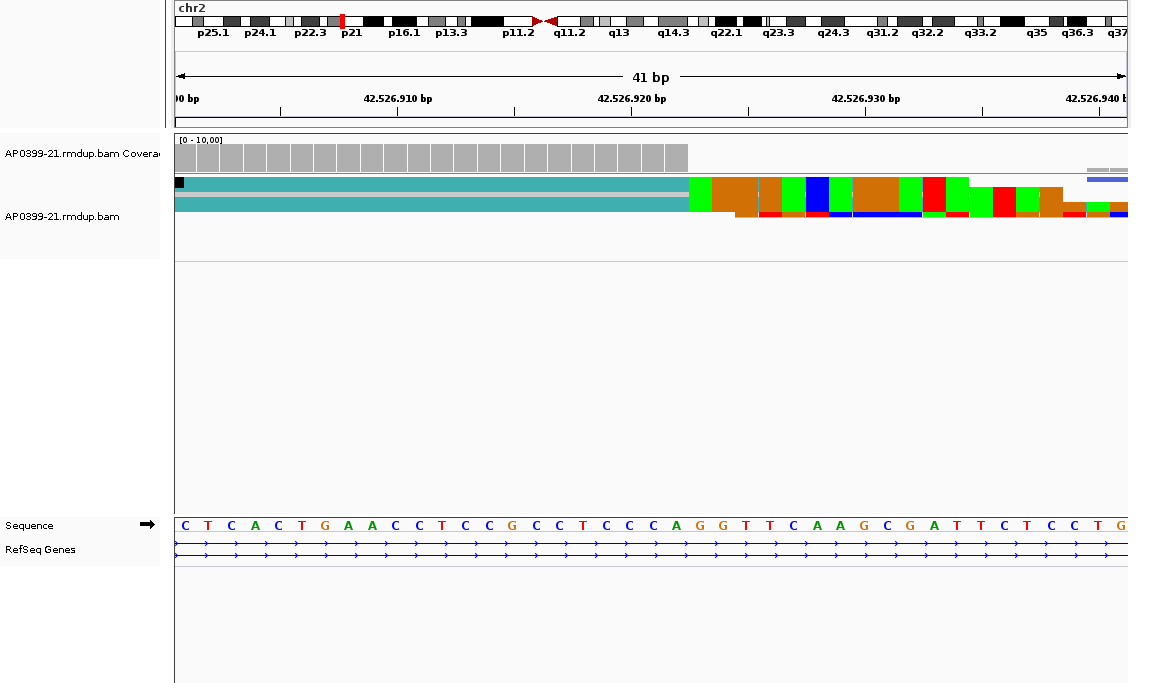 chr2
p25.1 p24.1 p22.3 p21 p16.1 p13.3 p11.2 q11.2 q13 q14.3 q22.1 q23.3 q24.3 q31.2 q32.2 q33.2 q35 q36.3 q37
41 bp
00 bp 42.526.910 bp 42.526.920 bp 42.526.930 bp 42.526.940 b
[0 - 10,00]
AP0399-21.rmdup.bam Covera
AP0399-21.rmdup.bam
Sequence C T C A C T G A A C C T C C G C C T C C C A G G T T C A A G C G A T T C T C C T G
RefSeq Genes